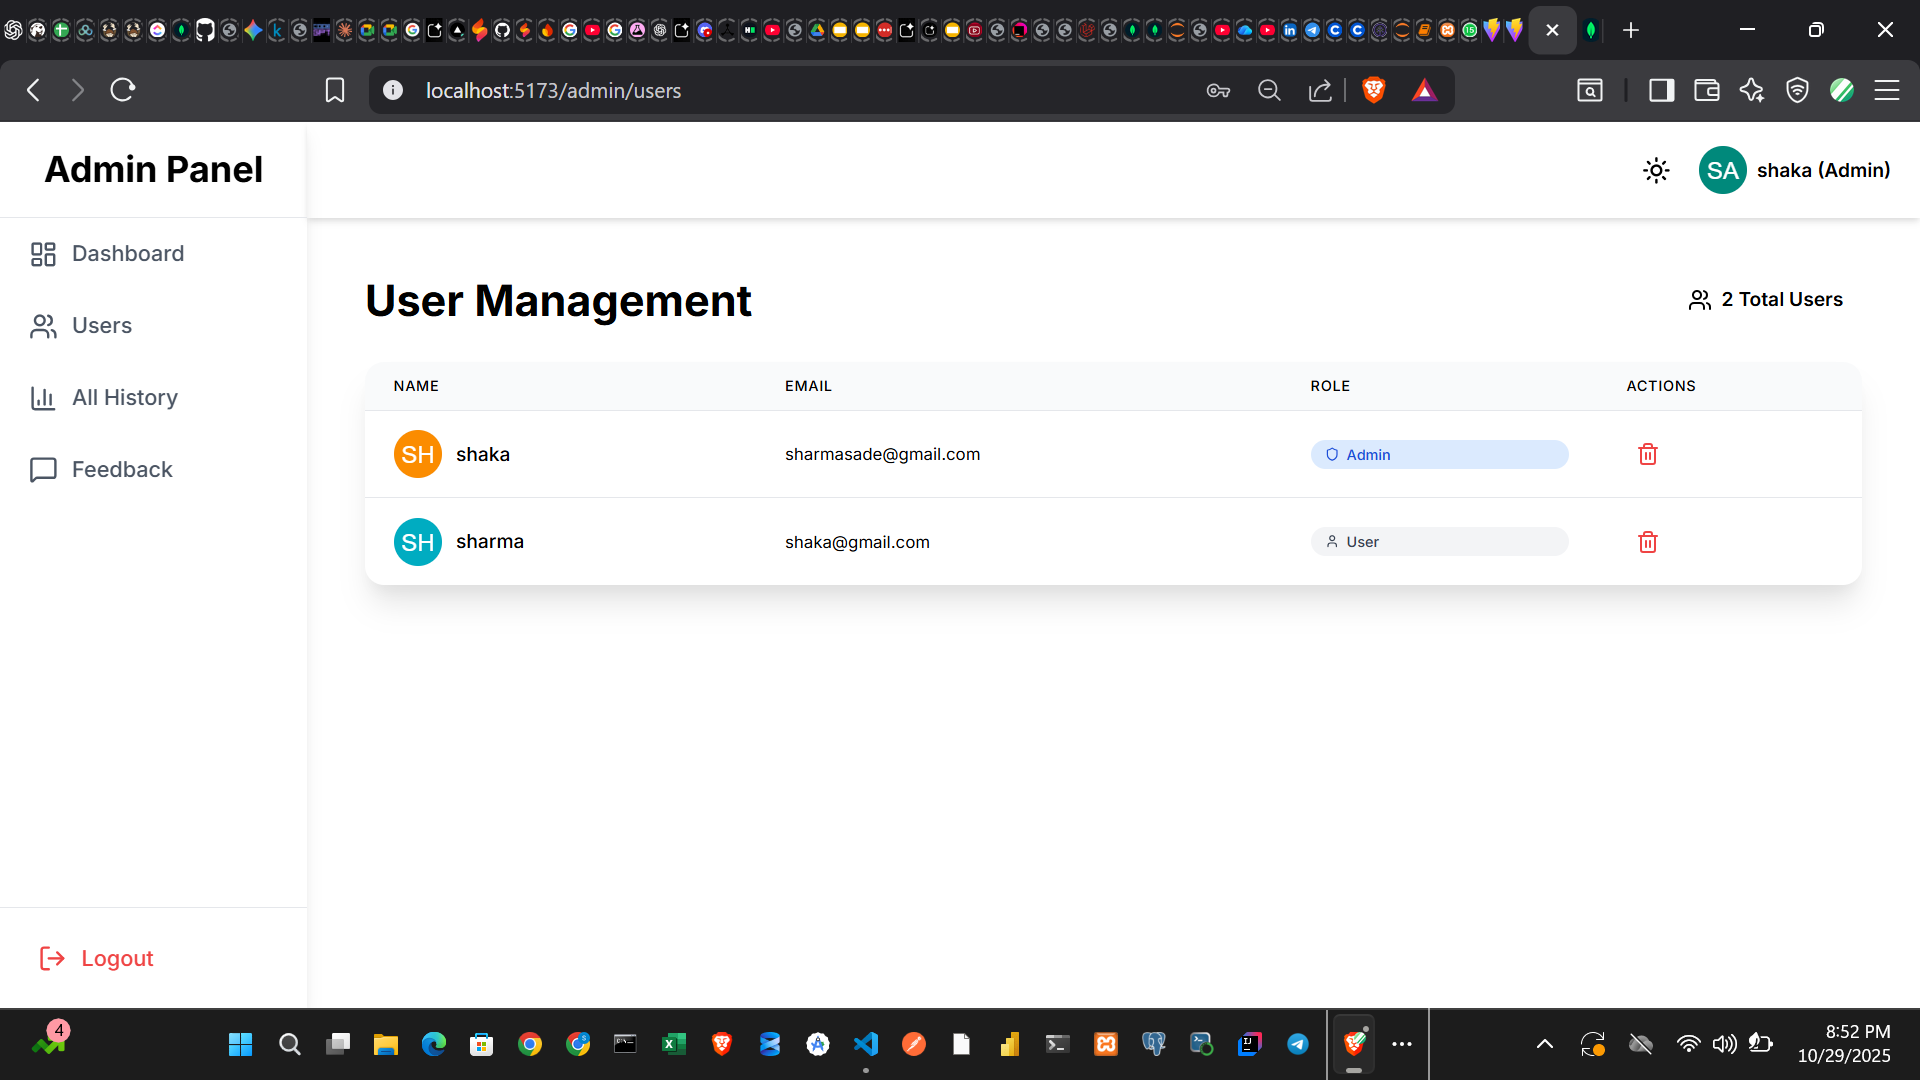 localhost:5173/admin/users
Admin Panel
SA shaka (Admin)
Dashboard
Users
All History
Feedback
Logout
User Management
2 Total Users
NAME EMAIL ROLE ACTIONS
SH shaka sharmasade@gmail.com Admin
SH sharma shaka@gmail.com User
4
8:52 PM
10/29/2025